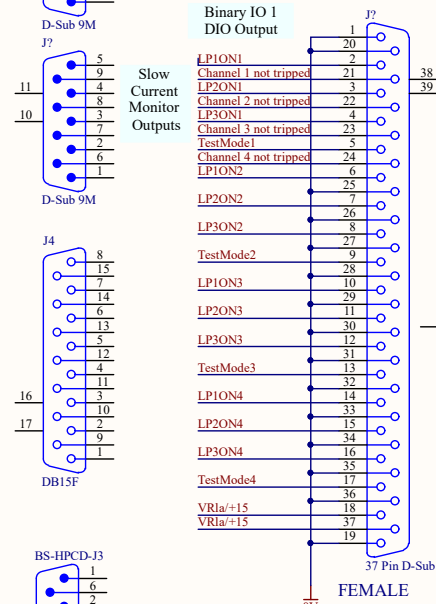 D-Sub 9M
J?
5
9
4
8
3
7
2
6
1
11
10
D-Sub 9M
Slow
Current
Monitor
Outputs
J4
8
15
7
14
6
13
5
12
4
11
3
10
2
9
1
16
17
DB15F
BS-HPCD-J3
1
6
2
Binary IO 1
DIO Output
J?
1
20
LP1ON1 2
Channel 1 not tripped 21
LP2ON1 3
Channel 2 not tripped 22
LP3ON1 4
Channel 3 not tripped 23
TestMode1 5
Channel 4 not tripped 24
LP1ON2 6
25
LP2ON2 7
26
LP3ON2 8
27
TestMode2 9
28
LP1ON3 10
29
LP2ON3 11
30
LP3ON3 12
31
TestMode3 13
32
LP1ON4 14
33
LP2ON4 15
34
LP3ON4 16
35
TestMode4 17
36
VRla/+15 18
VRla/+15 37
19
38
39
37 Pin D-Sub
FEMALE